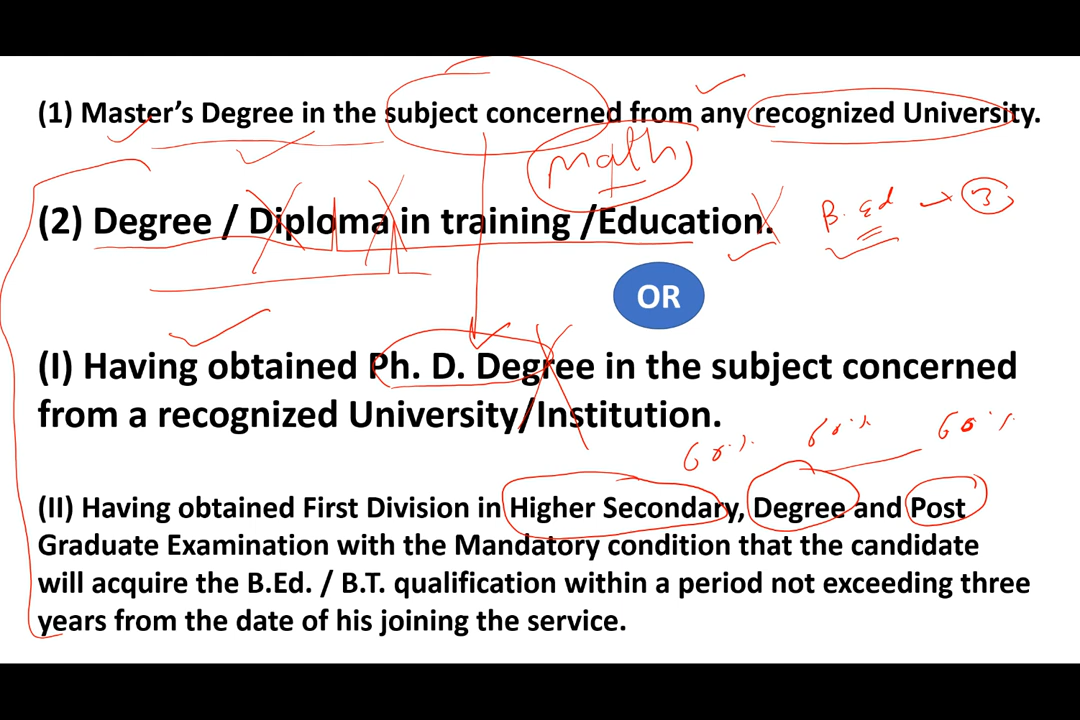 (1) Master's Degree in the subject concerned from any recognized University.
math
(2) Degree / Diploma in training /Education.
B.Ed → 3
OR
(I) Having obtained Ph. D. Degree in the subject concerned
from a recognized University/Institution.
60% 60% 60%
(II) Having obtained First Division in Higher Secondary, Degree and Post
Graduate Examination with the Mandatory condition that the candidate
will acquire the B.Ed. / B.T. qualification within a period not exceeding three
years from the date of his joining the service.